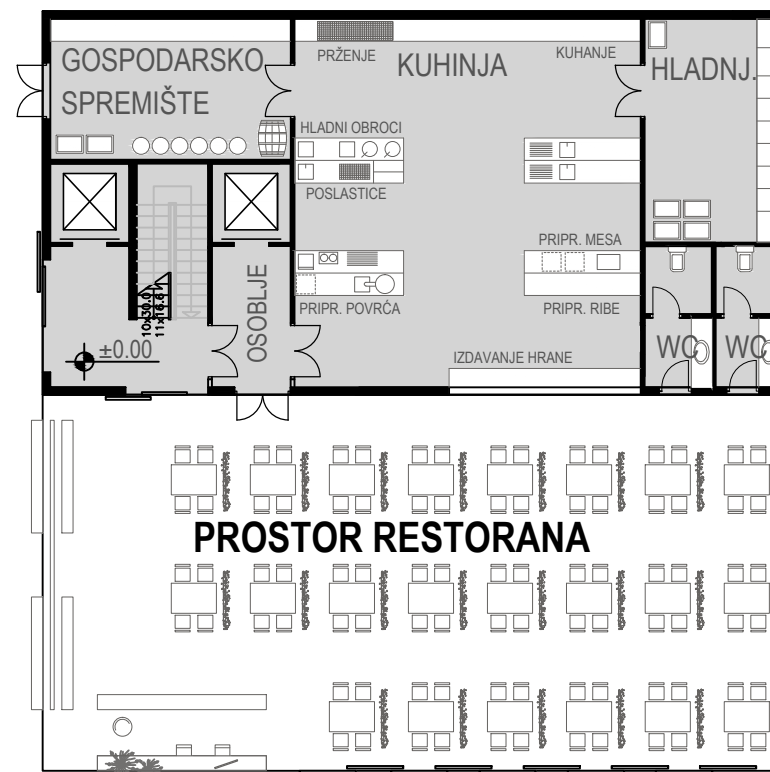 GOSPODARSKO
SPREMIŠTE
PRŽENJE
KUHINJA
KUHANJE
HLADNJ.
HLADNI OBROCI
POSLASTICE
PRIPR. MESA
PRIPR. POVRĆA
PRIPR. RIBE
OSOBLJE
10x30.0
11x16.6
±0.00
IZDAVANJE HRANE
WC
WC
PROSTOR RESTORANA